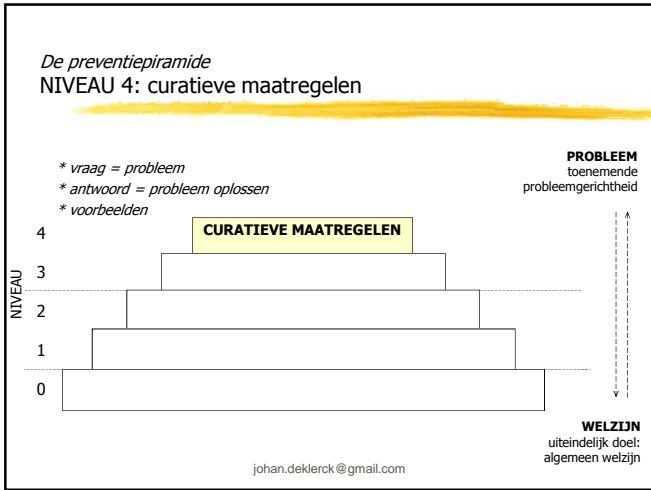 De preventiepiramide
NIVEAU 4: curatieve maatregelen
* vraag = probleem
* antwoord = probleem oplossen
* voorbeelden
PROBLEEM
toenemende
probleemgerichtheid
NIVEAU
4
CURATIEVE MAATREGELEN
3
2
1
0
WELZIJN
uiteindelijk doel:
algemeen welzijn
johan.deklerck@gmail.com